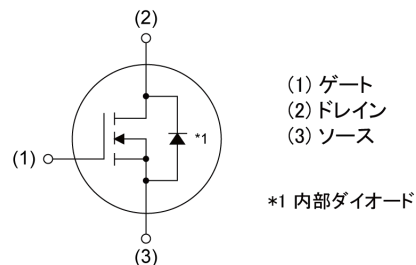 (2)
(1)
*1
(3)
(1) ゲート
(2) ドレイン
(3) ソース
*1 内部ダイオード